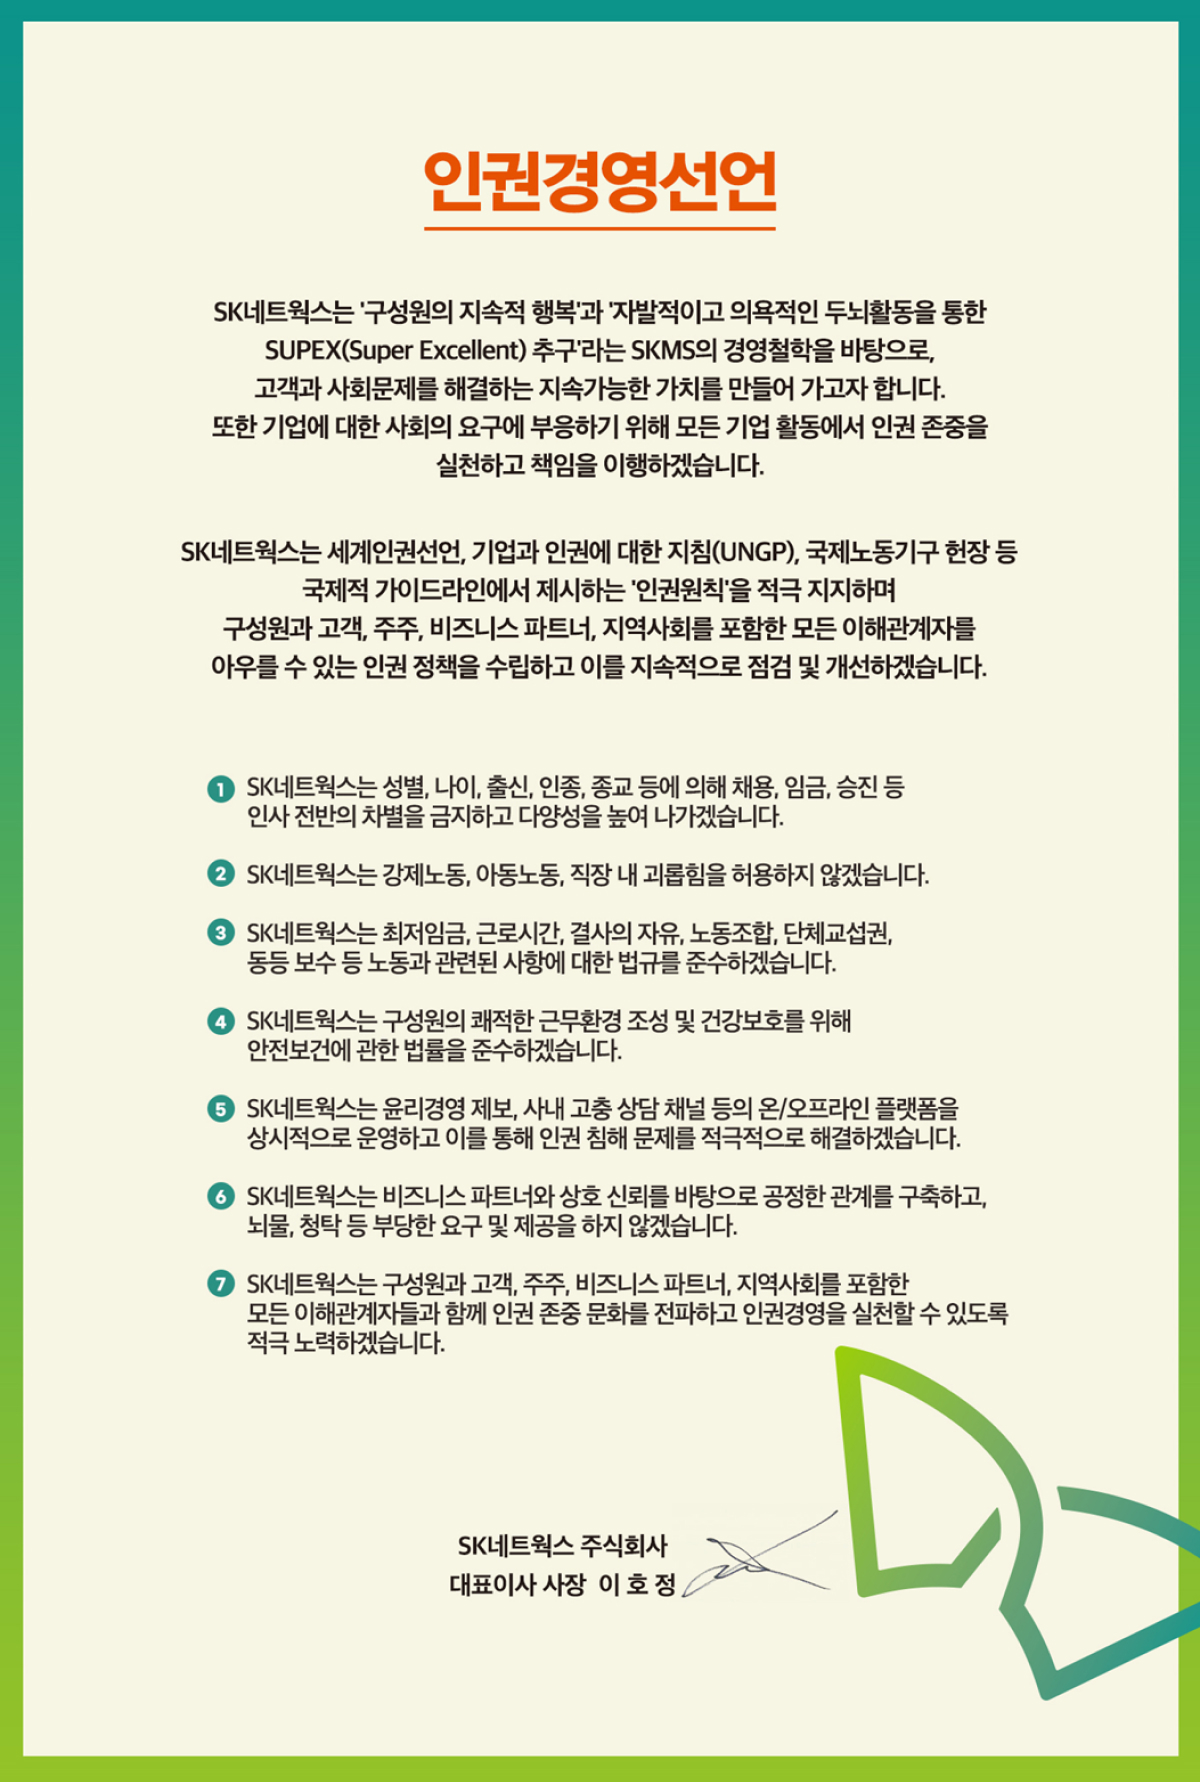 인권경영선언
SK네트웍스는 '구성원의 지속적 행복'과 '자발적이고 의욕적인 두뇌활동을 통한
SUPEX(Super Excellent) 추구'라는 SKMS의 경영철학을 바탕으로,
고객과 사회문제를 해결하는 지속가능한 가치를 만들어 가고자 합니다.
또한 기업에 대한 사회의 요구에 부응하기 위해 모든 기업 활동에서 인권 존중을
실천하고 책임을 이행하겠습니다.
SK네트웍스는 세계인권선언, 기업과 인권에 대한 지침(UNGP), 국제노동기구 헌장 등
국제적 가이드라인에서 제시하는 '인권원칙'을 적극 지지하며
구성원과 고객, 주주, 비즈니스 파트너, 지역사회를 포함한 모든 이해관계자를
아우를 수 있는 인권 정책을 수립하고 이를 지속적으로 점검 및 개선하겠습니다.
1 SK네트웍스는 성별, 나이, 출신, 인종, 종교 등에 의해 채용, 임금, 승진 등
인사 전반의 차별을 금지하고 다양성을 높여 나가겠습니다.
2 SK네트웍스는 강제노동, 아동노동, 직장 내 괴롭힘을 허용하지 않겠습니다.
3 SK네트웍스는 최저임금, 근로시간, 결사의 자유, 노동조합, 단체교섭권,
동등 보수 등 노동과 관련된 사항에 대한 법규를 준수하겠습니다.
4 SK네트웍스는 구성원의 쾌적한 근무환경 조성 및 건강보호를 위해
안전보건에 관한 법률을 준수하겠습니다.
5 SK네트웍스는 윤리경영 제보, 사내 고충 상담 채널 등의 온/오프라인 플랫폼을
상시적으로 운영하고 이를 통해 인권 침해 문제를 적극적으로 해결하겠습니다.
6 SK네트웍스는 비즈니스 파트너와 상호 신뢰를 바탕으로 공정한 관계를 구축하고,
뇌물, 청탁 등 부당한 요구 및 제공을 하지 않겠습니다.
7 SK네트웍스는 구성원과 고객, 주주, 비즈니스 파트너, 지역사회를 포함한
모든 이해관계자들과 함께 인권 존중 문화를 전파하고 인권경영을 실천할 수 있도록
적극 노력하겠습니다.
SK네트웍스 주식회사
대표이사 사장 이 호 정